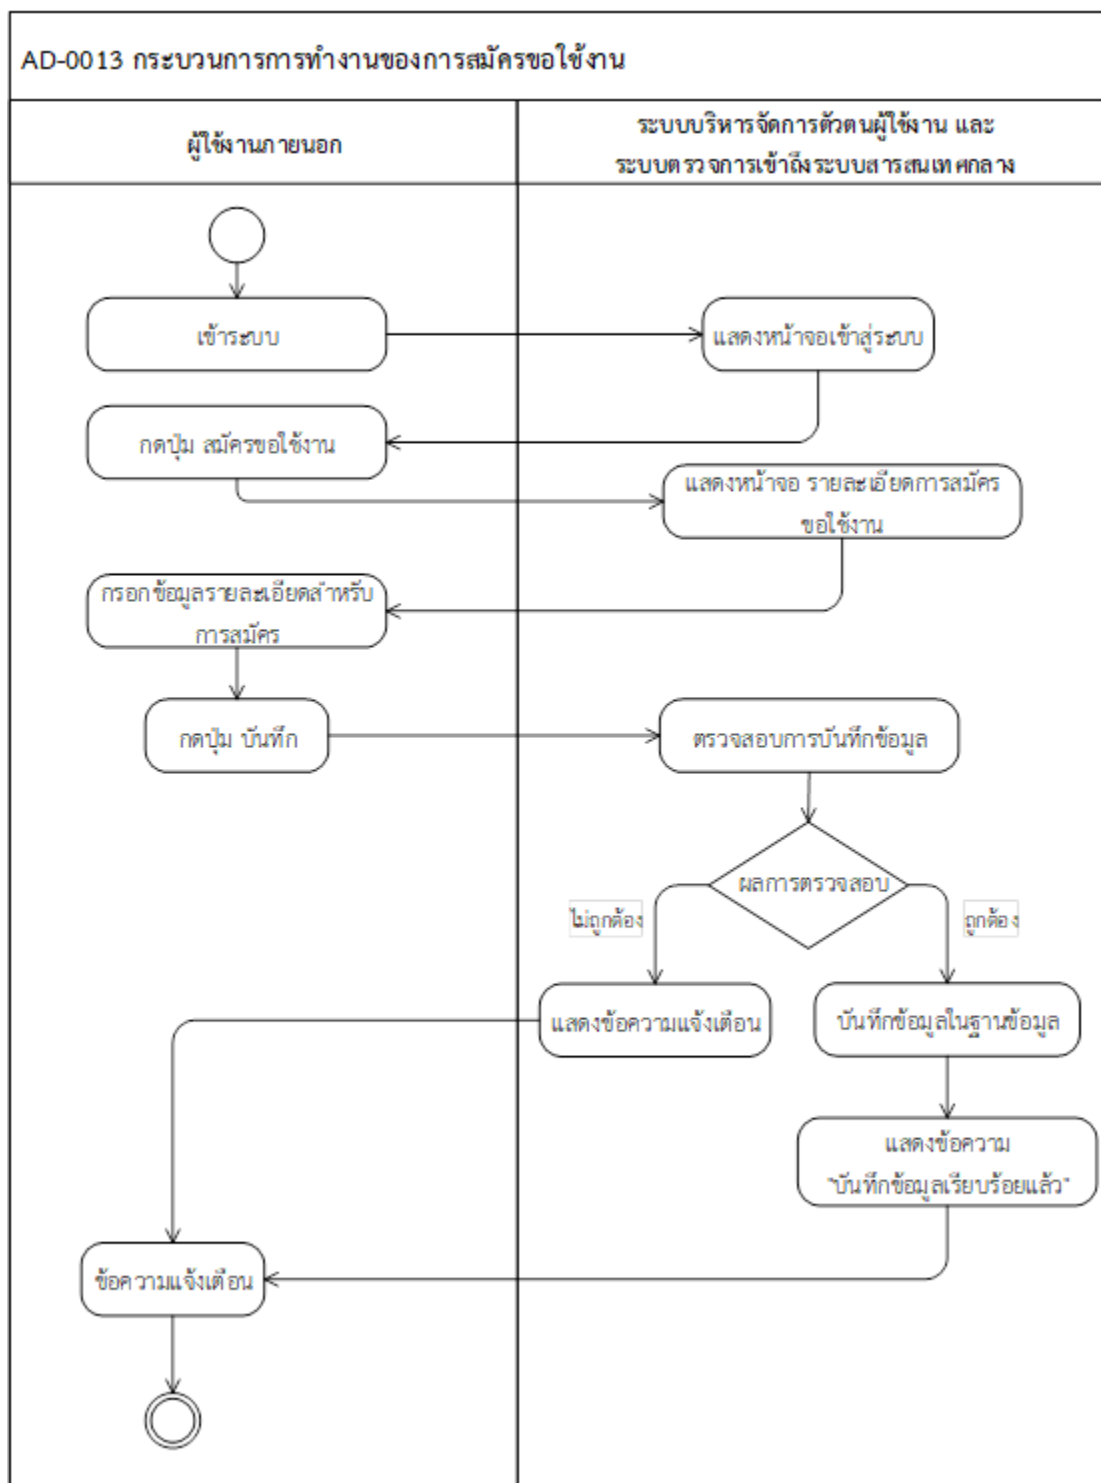 AD-0013 กระบวนการการทำงานของการสมัครขอใช้งาน
ผู้ใช้งานภายนอก
ระบบบริหารจัดการตัวตนผู้ใช้งาน และ
ระบบตรวจการเข้าถึงระบบสารสนเทศกลาง
เข้าระบบ
แสดงหน้าจอเข้าสู่ระบบ
กดปุ่ม สมัครขอใช้งาน
แสดงหน้าจอ รายละเอียดการสมัคร
ขอใช้งาน
กรอกข้อมูลรายละเอียดสำหรับ
การสมัคร
กดปุ่ม บันทึก
ตรวจสอบการบันทึกข้อมูล
ผลการตรวจสอบ
ไม่ถูกต้อง
ถูกต้อง
แสดงข้อความแจ้งเตือน
บันทึกข้อมูลในฐานข้อมูล
แสดงข้อความ
"บันทึกข้อมูลเรียบร้อยแล้ว"
ข้อความแจ้งเตือน